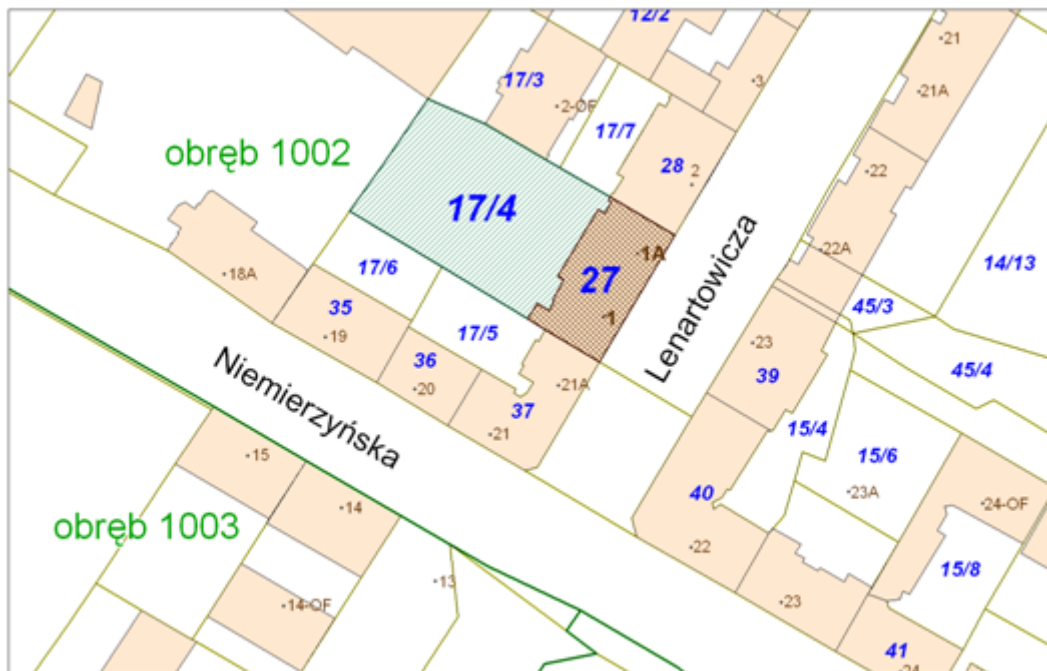 12/2
21
17/3
3
21A
2-OF
17/7
obręb 1002
28
2
22
17/4
22A
1A
14/13
17/6
18A
27
Lenartowicza
45/3
35
1
19
17/5
23
36
39
45/4
20
21A
Niemierzyńska
37
21
15/4
15/6
15
23A
40
14
24-OF
obręb 1003
22
15/8
13
14-OF
23
41
24